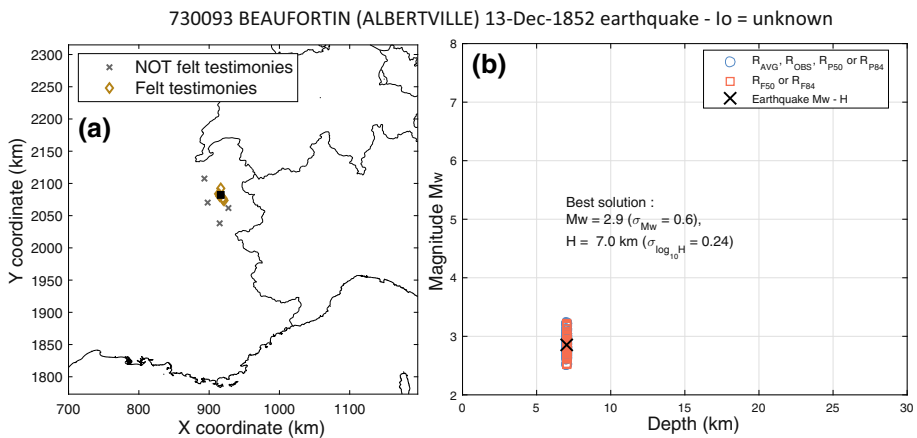 730093 BEAUFORTIN (ALBERTVILLE) 13-Dec-1852 earthquake - Io = unknown
NOT felt testimonies
Felt testimonies
(a)
2300
2250
2200
2150
2100
2050
2000
1950
1900
1850
1800
Y coordinate (km)
700 800 900 1000 1100
X coordinate (km)
(b)
R_AVG, R_OBS, R_P50 or R_P84
R_F50 or R_F84
Earthquake Mw - H
Best solution :
Mw = 2.9 (σ_Mw = 0.6),
H = 7.0 km (σ_log₁₀H = 0.24)
8
7
6
5
4
3
2
Magnitude Mw
0 5 10 15 20 25 30
Depth (km)